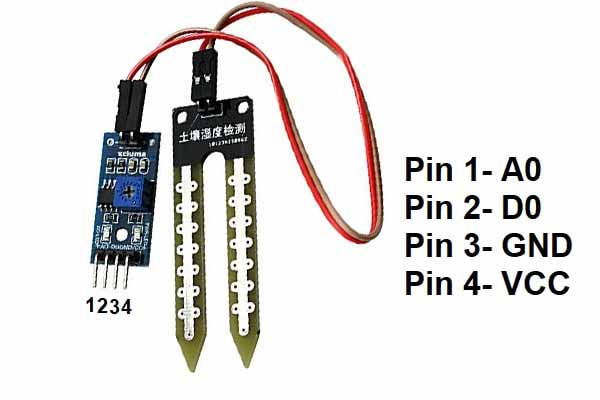 xcluma
土壤湿度检测
Pin 1- A0
Pin 2- D0
Pin 3- GND
Pin 4- VCC
1234